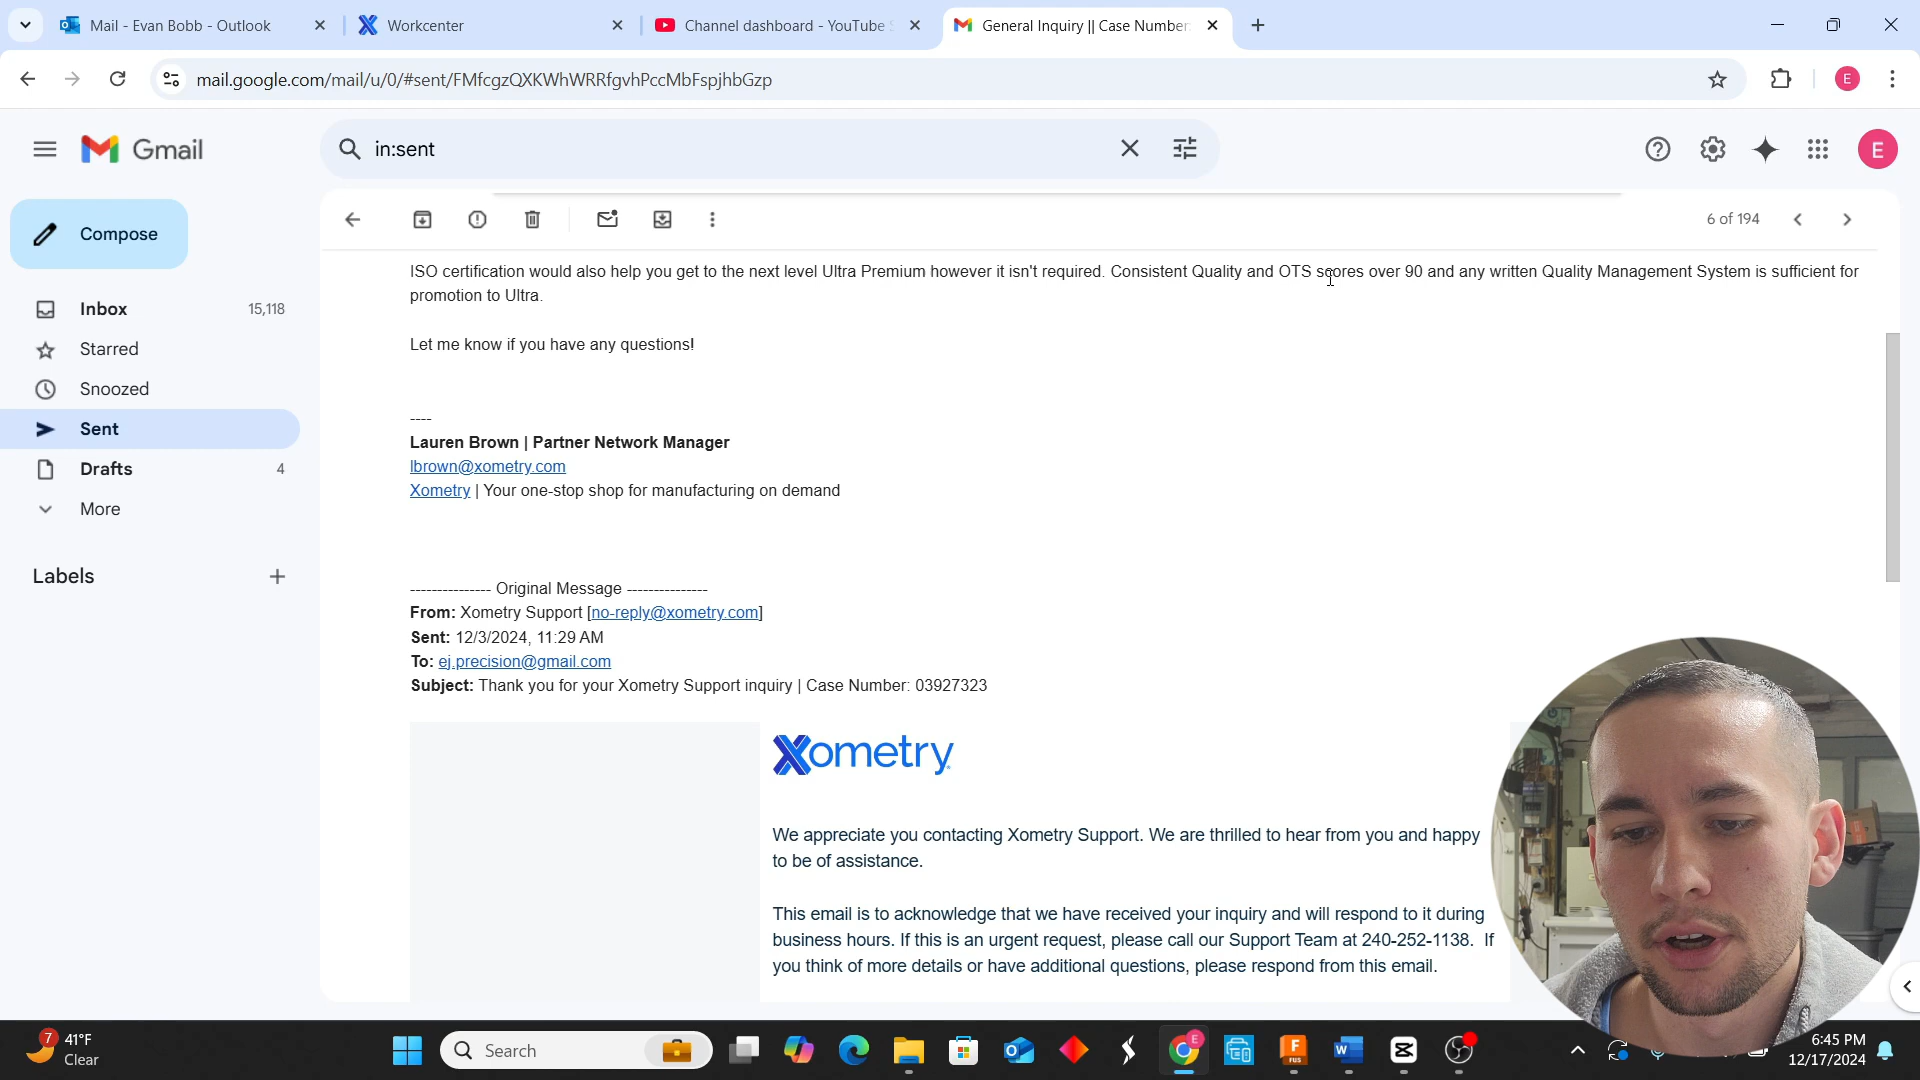 Mail - Evan Bobb - Outlook
Workcenter
Channel dashboard - YouTube
General Inquiry || Case Number:
mail.google.com/mail/u/0/#sent/FMfcgzQXKWhWRRfgvhPccMbFspjhbGzp
E
Gmail
in:sent
E
Compose
6 of 194
Inbox 15,118
Starred
Snoozed
Sent
Drafts 4
More
Labels
ISO certification would also help you get to the next level Ultra Premium however it isn't required. Consistent Quality and OTS scores over 90 and any written Quality Management System is sufficient for
promotion to Ultra.
Let me know if you have any questions!
----
Lauren Brown | Partner Network Manager
lbrown@xometry.com
Xometry | Your one-stop shop for manufacturing on demand
--------------- Original Message ---------------
From: Xometry Support [no-reply@xometry.com]
Sent: 12/3/2024, 11:29 AM
To: ej.precision@gmail.com
Subject: Thank you for your Xometry Support inquiry | Case Number: 03927323
Xometry
We appreciate you contacting Xometry Support. We are thrilled to hear from you and happy
to be of assistance.
This email is to acknowledge that we have received your inquiry and will respond to it during
business hours. If this is an urgent request, please call our Support Team at 240-252-1138. If
you think of more details or have additional questions, please respond from this email.
7
41°F
Clear
Search
E
F
FUS
W
6:45 PM
12/17/2024